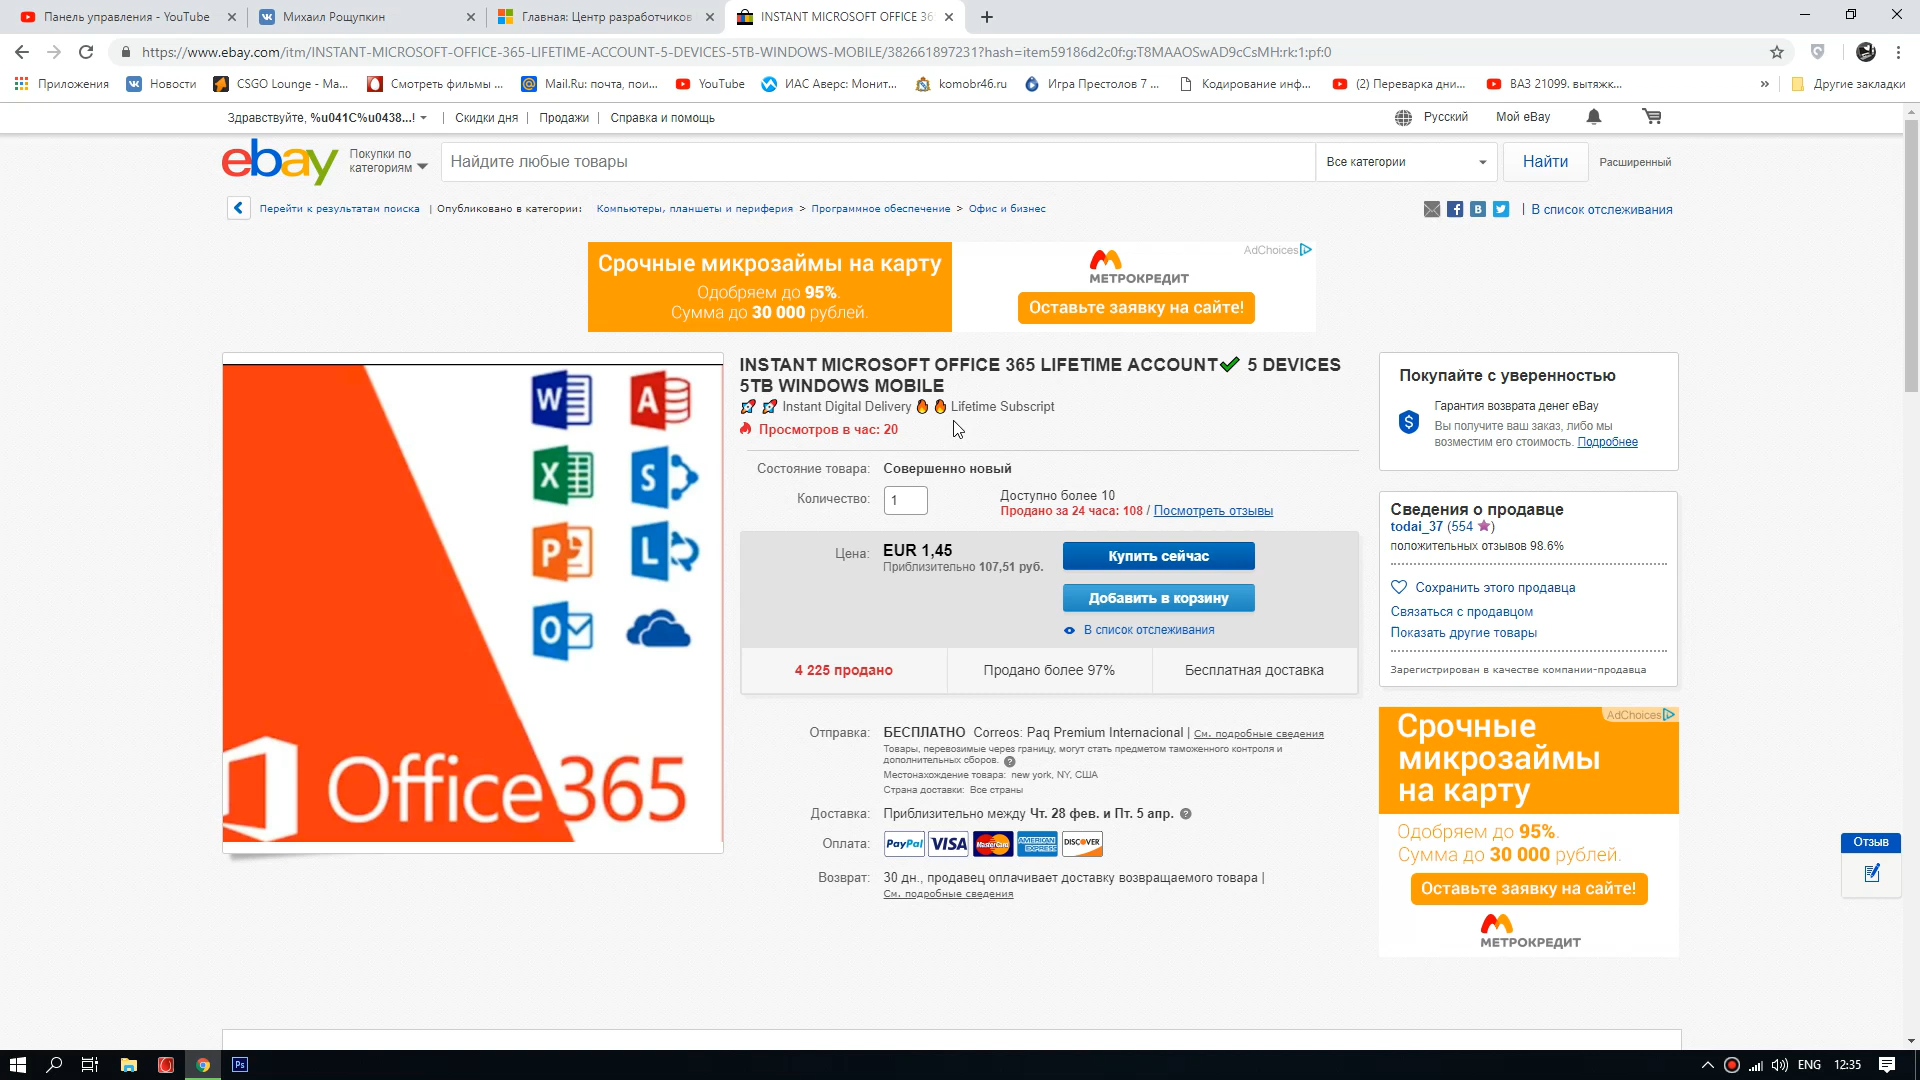 Панель управления - YouTube
Михаил Рощупкин
Главная: Центр разработчиков
INSTANT MICROSOFT OFFICE 36
https://www.ebay.com/itm/INSTANT-MICROSOFT-OFFICE-365-LIFETIME-ACCOUNT-5-DEVICES-5TB-WINDOWS-MOBILE/382661897231?hash=item59186d2c0f:g:T8MAAOSwAD9cCsMH:rk:1:pf:0
Приложения
Новости
CSGO Lounge - Ma...
Смотреть фильмы ...
Mail.Ru: почта, пои...
YouTube
ИАС Аверс: Монит...
komobr46.ru
Игра Престолов 7 ...
Кодирование инф...
(2) Переварка дни...
ВАЗ 21099. вытяжк...
»
Другие закладки
Здравствуйте, %u041C%u0438...!
Скидки дня
Продажи
Справка и помощь
Русский
Мой eBay
ebay
Покупки по
категориям
Найдите любые товары
Все категории
Найти
Расширенный
Перейти к результатам поиска | Опубликовано в категории: Компьютеры, планшеты и периферия > Программное обеспечение > Офис и бизнес
| В список отслеживания
Срочные микрозаймы на карту
Одобряем до 95%.
Сумма до 30 000 рублей.
AdChoices
МЕТРОКРЕДИТ
Оставьте заявку на сайте!
W
A
X
S
P
L
O
Office 365
INSTANT MICROSOFT OFFICE 365 LIFETIME ACCOUNT✔ 5 DEVICES
5TB WINDOWS MOBILE
🚀 🚀 Instant Digital Delivery 🔥 🔥 Lifetime Subscript
Просмотров в час: 20
Состояние товара: Совершенно новый
Количество: 1
Доступно более 10
Продано за 24 часа: 108 / Посмотреть отзывы
Цена: EUR 1,45
Приблизительно 107,51 руб.
Купить сейчас
Добавить в корзину
В список отслеживания
4 225 продано
Продано более 97%
Бесплатная доставка
Отправка: БЕСПЛАТНО Correos: Paq Premium Internacional | См. подробные сведения
Товары, перевозимые через границу, могут стать предметом таможенного контроля и
дополнительных сборов.
Местонахождение товара: new york, NY, США
Страна доставки: Все страны
Доставка: Приблизительно между Чт. 28 фев. и Пт. 5 апр.
Оплата: PayPal VISA MasterCard AMERICAN EXPRESS DISCOVER
Возврат: 30 дн., продавец оплачивает доставку возвращаемого товара |
См. подробные сведения
Покупайте с уверенностью
Гарантия возврата денег eBay
Вы получите ваш заказ, либо мы
возместим его стоимость. Подробнее
Сведения о продавце
todai_37 (554 ★)
положительных отзывов 98.6%
Сохранить этого продавца
Связаться с продавцом
Показать другие товары
Зарегистрирован в качестве компании-продавца
AdChoices
Срочные
микрозаймы
на карту
Одобряем до 95%.
Сумма до 30 000 рублей.
Оставьте заявку на сайте!
МЕТРОКРЕДИТ
Отзыв
Ps
ENG
12:35